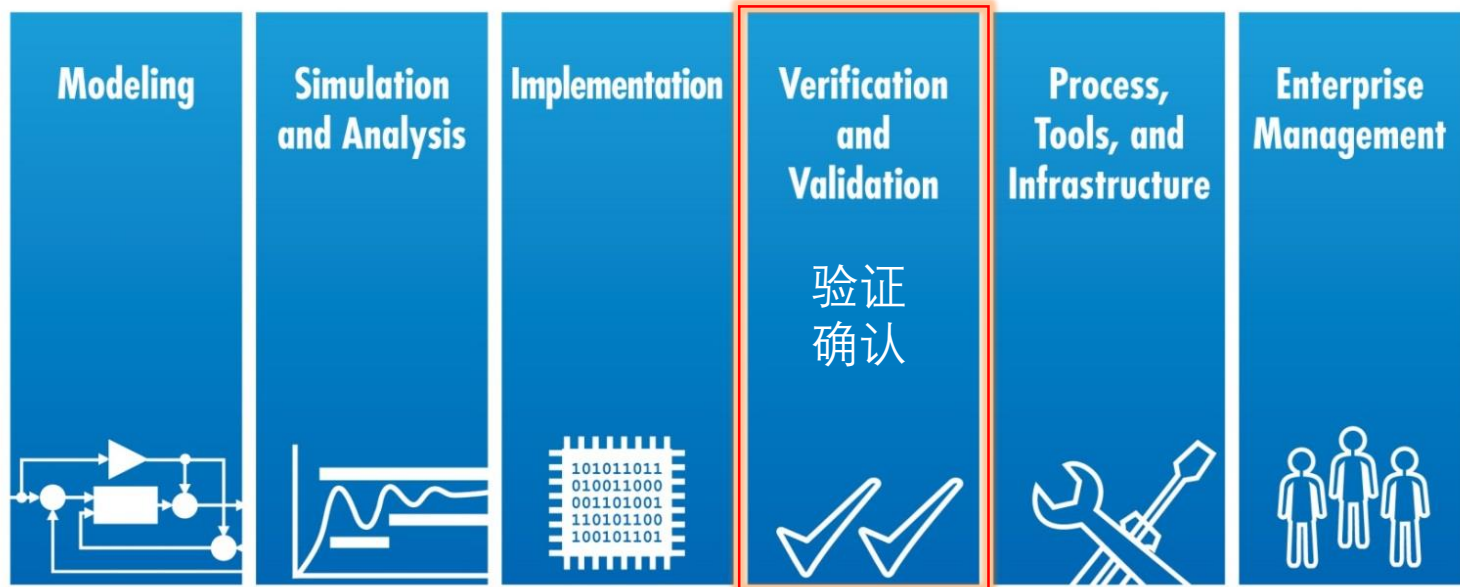 Modeling
Simulation
and Analysis
Implementation
Verification
and
Validation
验证
确认
Process,
Tools, and
Infrastructure
Enterprise
Management
101011011
010011000
001101001
110101100
100101101